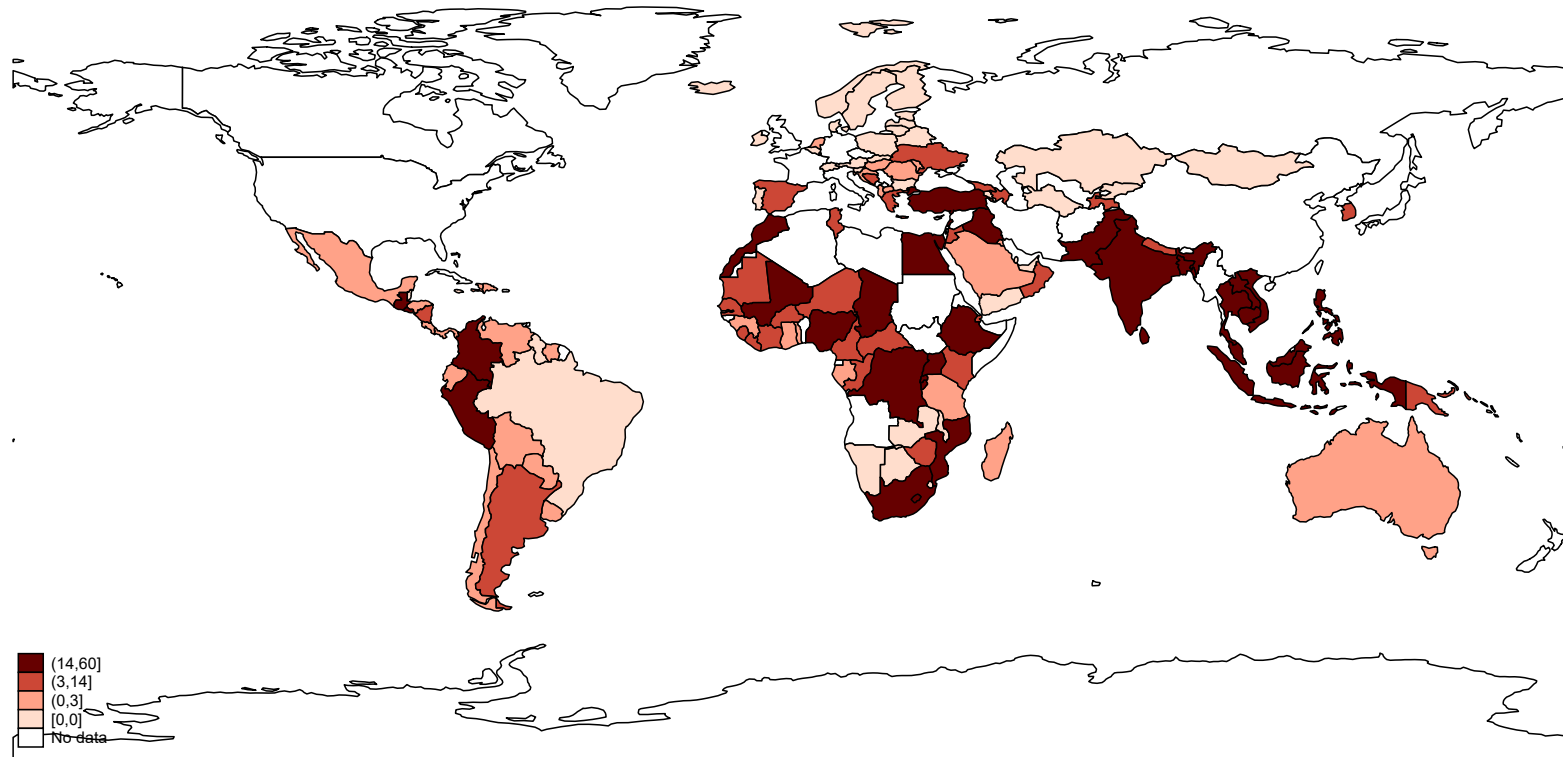 (14,60]
(3,14]
(0,3]
[0,0]
No data